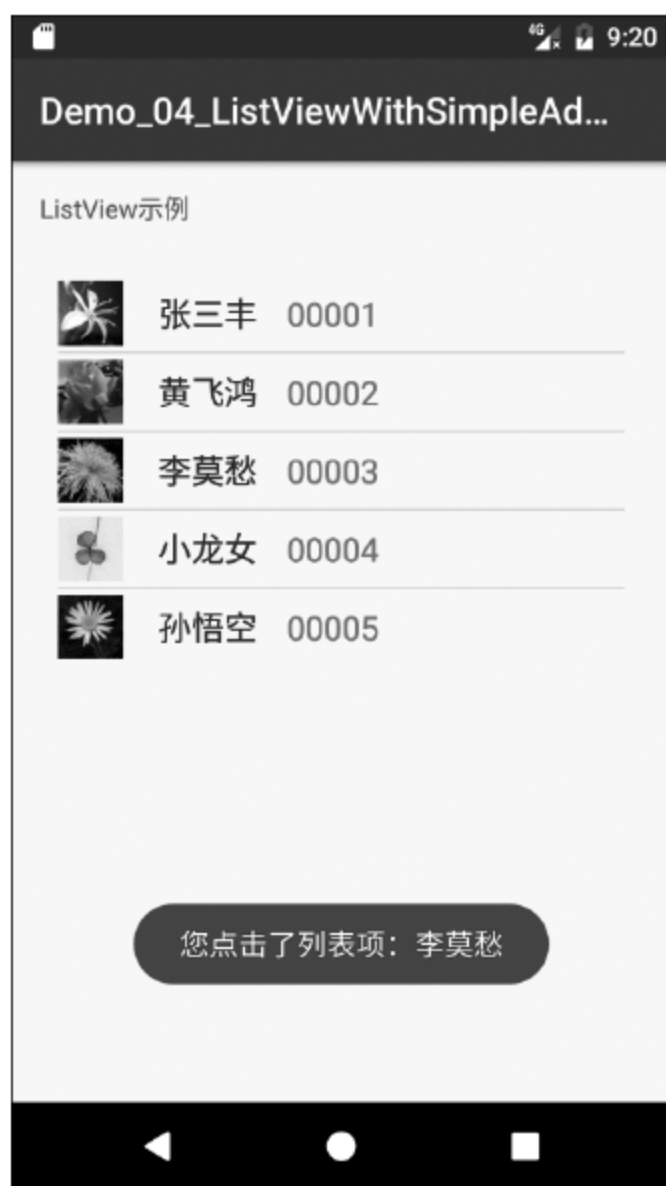 4G 9:20
Demo_04_ListViewWithSimpleAd...
ListView示例
张三丰 00001
黄飞鸿 00002
李莫愁 00003
小龙女 00004
孙悟空 00005
您点击了列表项：李莫愁